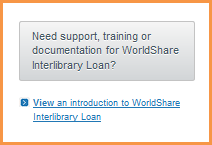 Need support, training or
documentation for WorldShare
Interlibrary Loan?
View an introduction to WorldShare
Interlibrary Loan